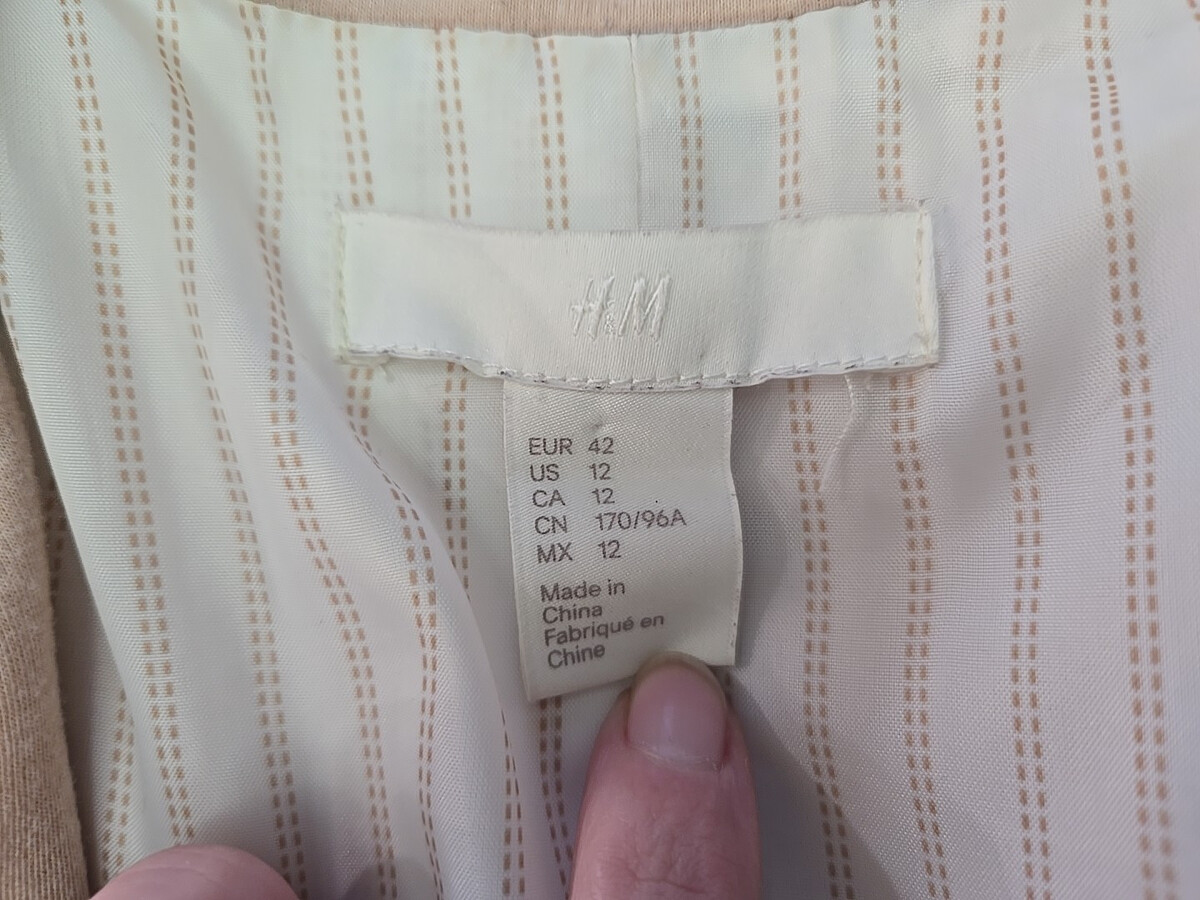 H&M
EUR 42
US 12
CA 12
CN 170/96A
MX 12
Made in
China
Fabriqué en
Chine